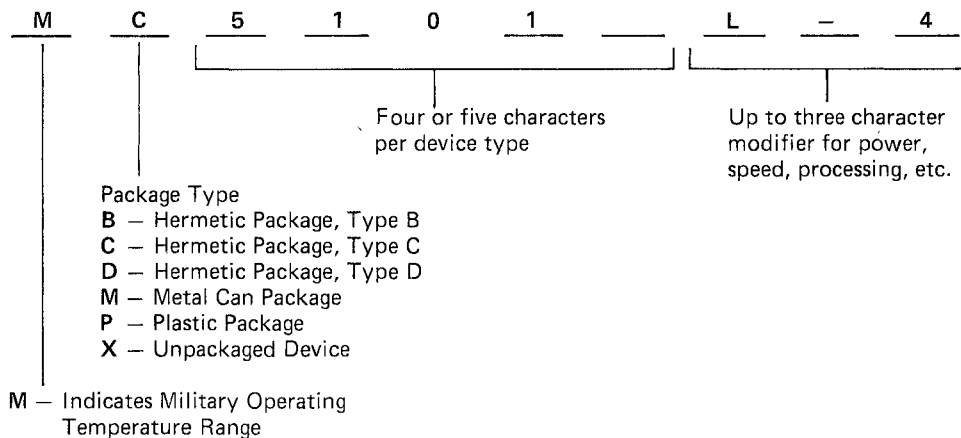 M C 5 1 0 1 L – 4
Four or five characters
per device type
Up to three character
modifier for power,
speed, processing, etc.
Package Type
B – Hermetic Package, Type B
C – Hermetic Package, Type C
D – Hermetic Package, Type D
M – Metal Can Package
P – Plastic Package
X – Unpackaged Device
M – Indicates Military Operating
Temperature Range